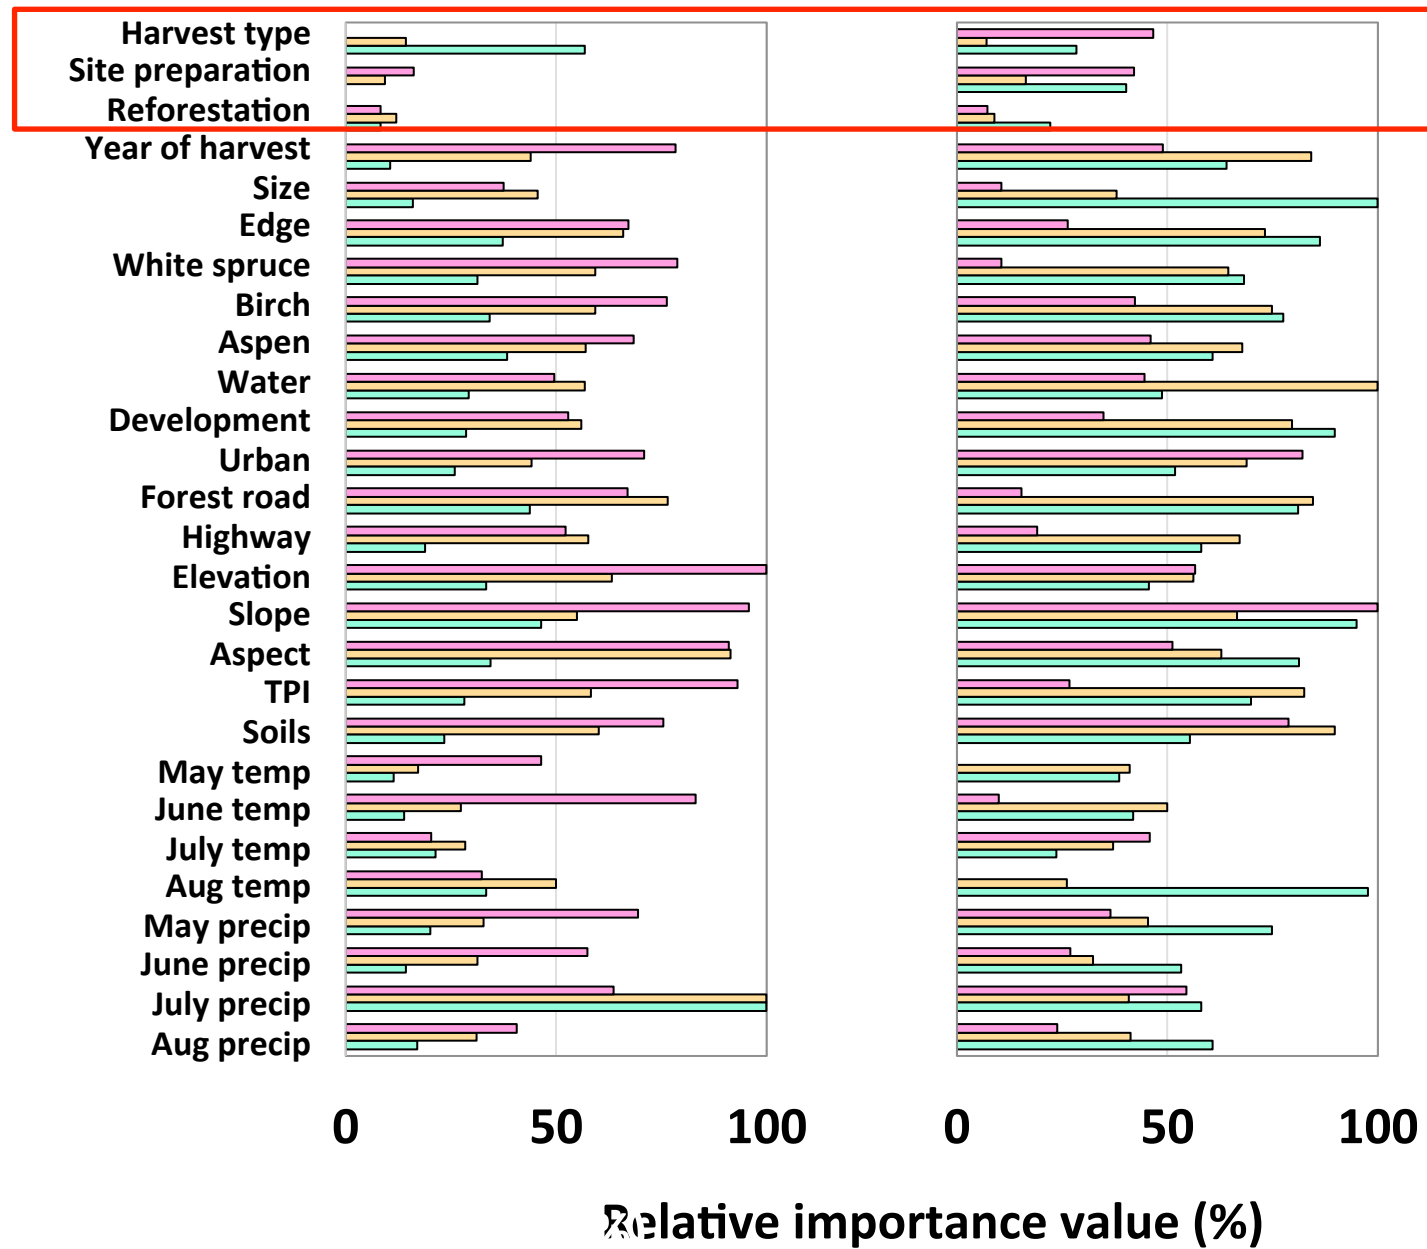 Harvest type
Site preparation
Reforestation
Year of harvest
Size
Edge
White spruce
Birch
Aspen
Water
Development
Urban
Forest road
Highway
Elevation
Slope
Aspect
TPI
Soils
May temp
June temp
July temp
Aug temp
May precip
June precip
July precip
Aug precip
0 50 100 0 50 100
Relative importance value (%)